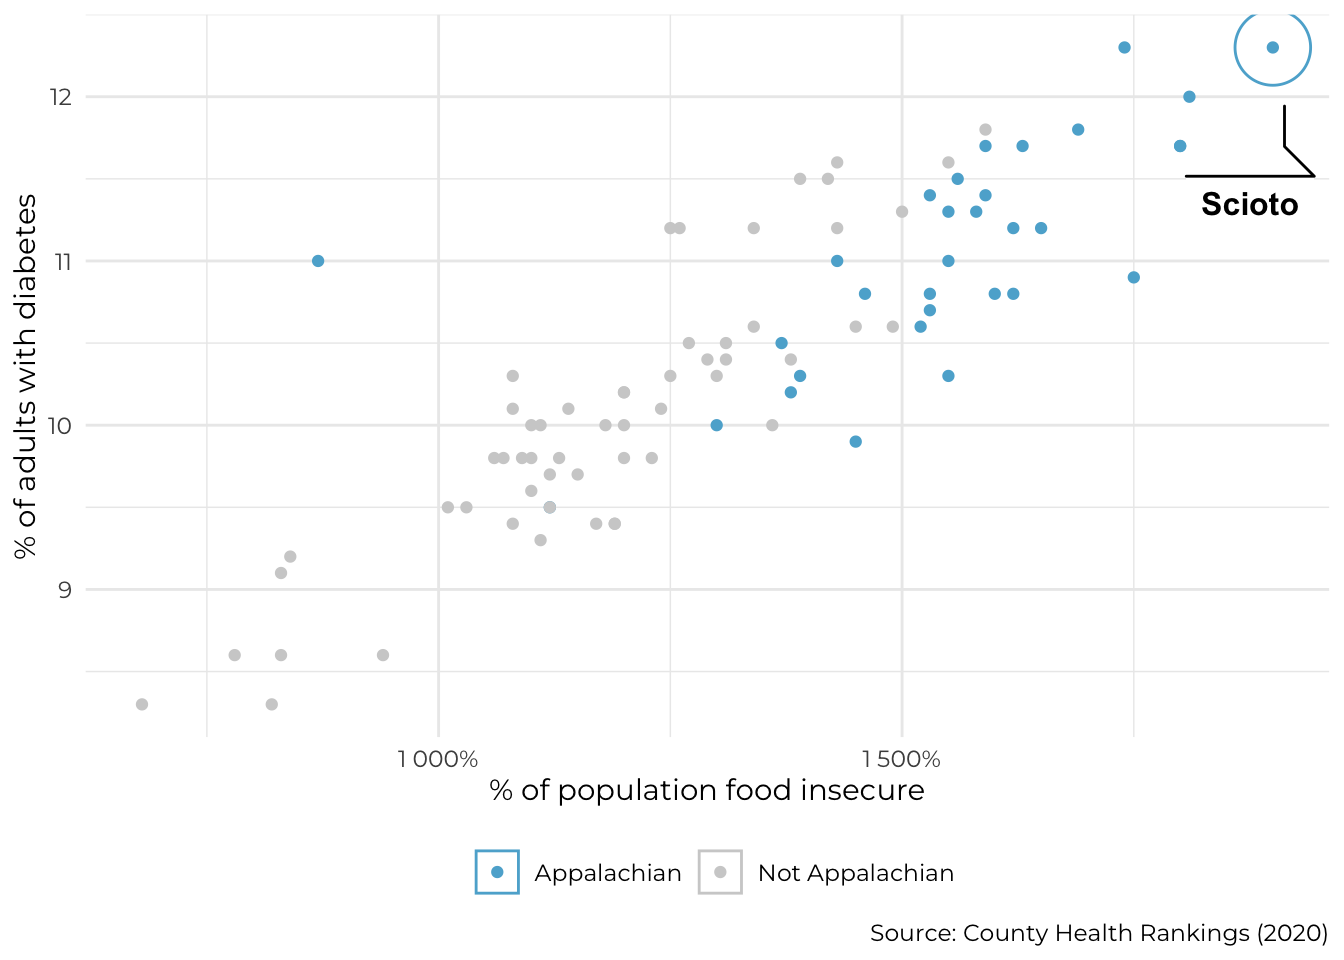 % of adults with diabetes
12
11
10
9
Scioto
1 000%
1 500%
% of population food insecure
Appalachian
Not Appalachian
Source: County Health Rankings (2020)